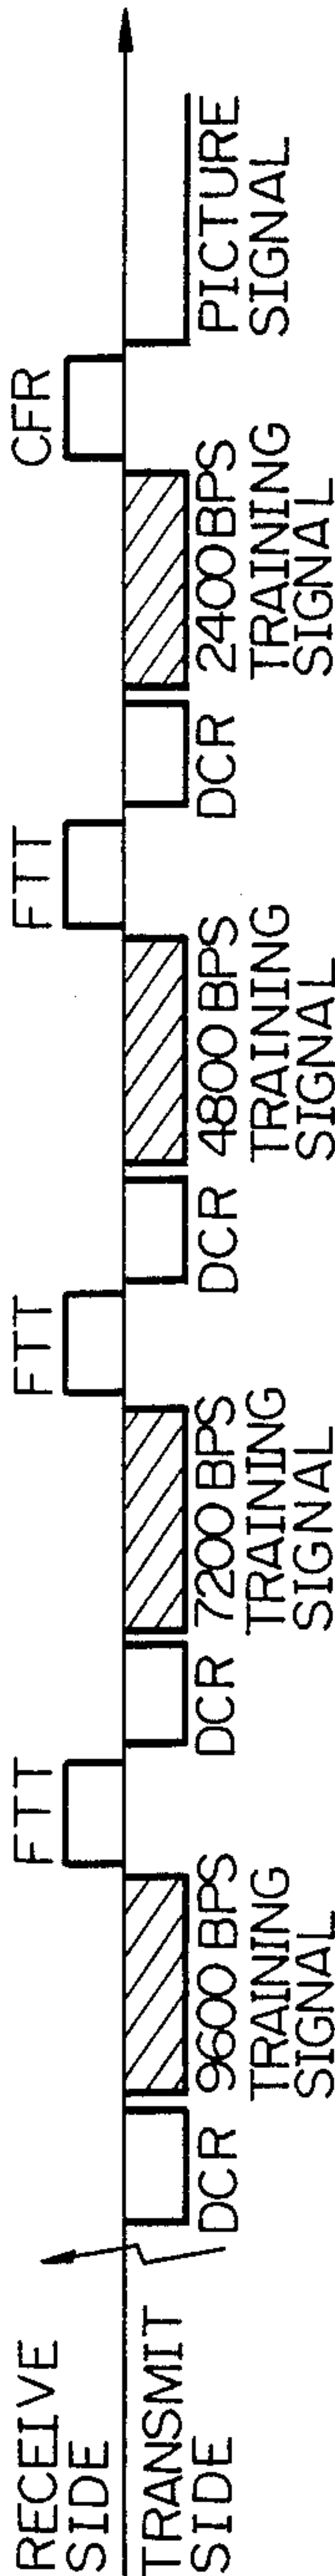 RECEIVE
SIDE
TRANSMIT
SIDE
DCR
9600 BPS
TRAINING
SIGNAL
FTT
DCR
7200 BPS
TRAINING
SIGNAL
FTT
DCR
4800 BPS
TRAINING
SIGNAL
FTT
DCR
2400 BPS
TRAINING
SIGNAL
CFR
PICTURE
SIGNAL